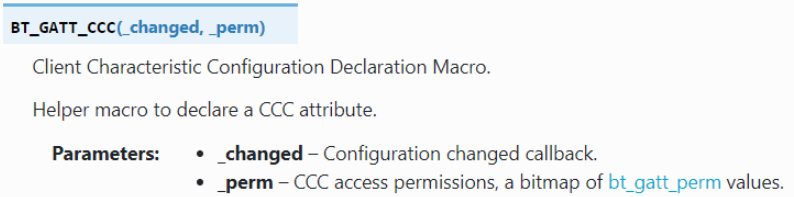 BT_GATT_CCC(_changed, _perm)
Client Characteristic Configuration Declaration Macro.
Helper macro to declare a CCC attribute.
Parameters: • _changed – Configuration changed callback.
• _perm – CCC access permissions, a bitmap of bt_gatt_perm values.